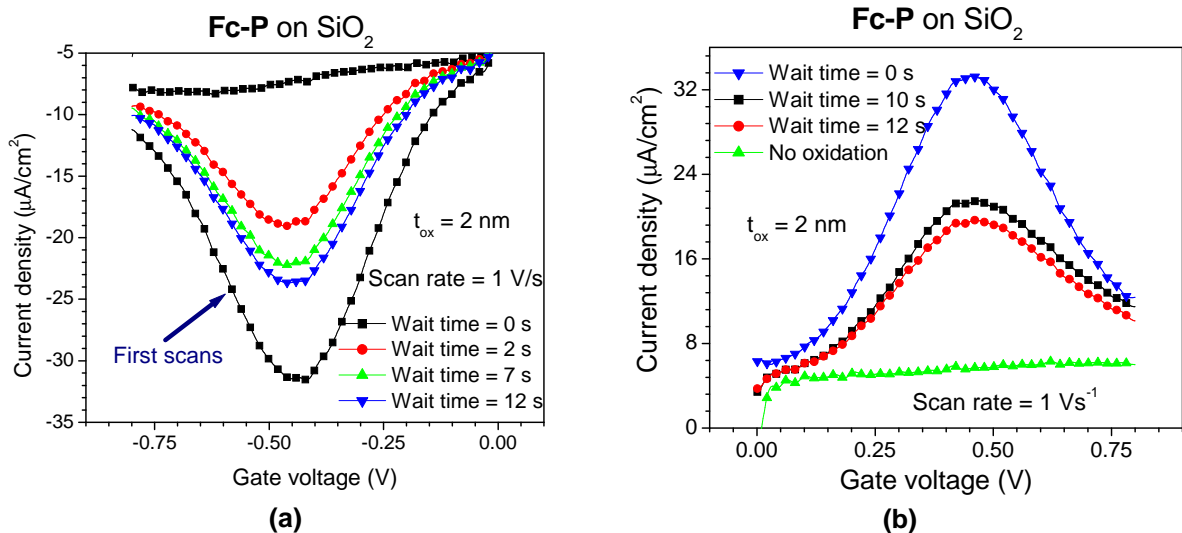 Fc-P on SiO₂
-5
-10
-15
-20
-25
-30
-35
Current density (μA/cm²)
t_ox = 2 nm
Scan rate = 1 V/s
First scans
Wait time = 0 s
Wait time = 2 s
Wait time = 7 s
Wait time = 12 s
-0.75 -0.50 -0.25 0.00
Gate voltage (V)
(a)
Fc-P on SiO₂
32
24
16
8
0
Current density (μA/cm²)
Wait time = 0 s
Wait time = 10 s
Wait time = 12 s
No oxidation
t_ox = 2 nm
Scan rate = 1 Vs⁻¹
0.00 0.25 0.50 0.75
Gate voltage (V)
(b)